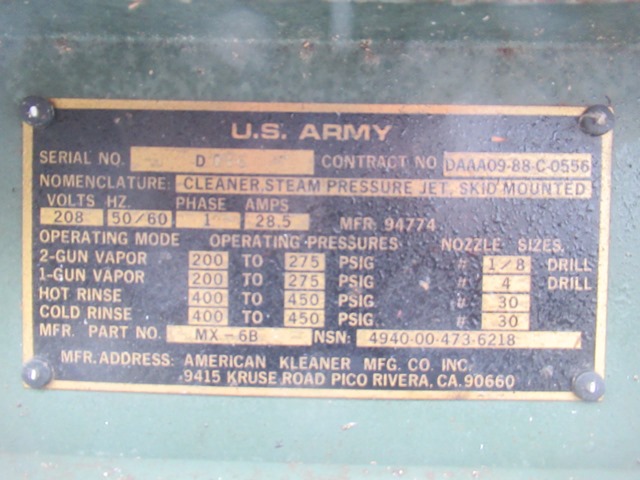 U.S. ARMY
SERIAL NO. D CONTRACT NO DAAA09-88-C-0556
NOMENCLATURE: CLEANER, STEAM PRESSURE JET, SKID MOUNTED
VOLTS HZ. PHASE AMPS
208 50/60 1 28.5 MFR 94774
OPERATING MODE OPERATING PRESSURES NOZZLE SIZES
2-GUN VAPOR 200 TO 275 PSIG # 1/8 DRILL
1-GUN VAPOR 200 TO 275 PSIG # 4 DRILL
HOT RINSE 400 TO 450 PSIG # 30
COLD RINSE 400 TO 450 PSIG # 30
MFR. PART NO. MX-6B NSN: 4940-00-473-6218
MFR. ADDRESS: AMERICAN KLEANER MFG. CO. INC.
9415 KRUSE ROAD PICO RIVERA, CA. 90660